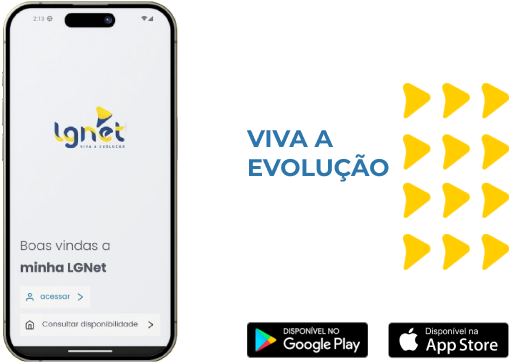 2:13
lgnet
VIVA A EVOLUÇÃO
Boas vindas a
minha LGNet
acessar
Consultar disponibilidade
VIVA A
EVOLUÇÃO
DISPONÍVEL NO
Google Play
Disponível na
App Store